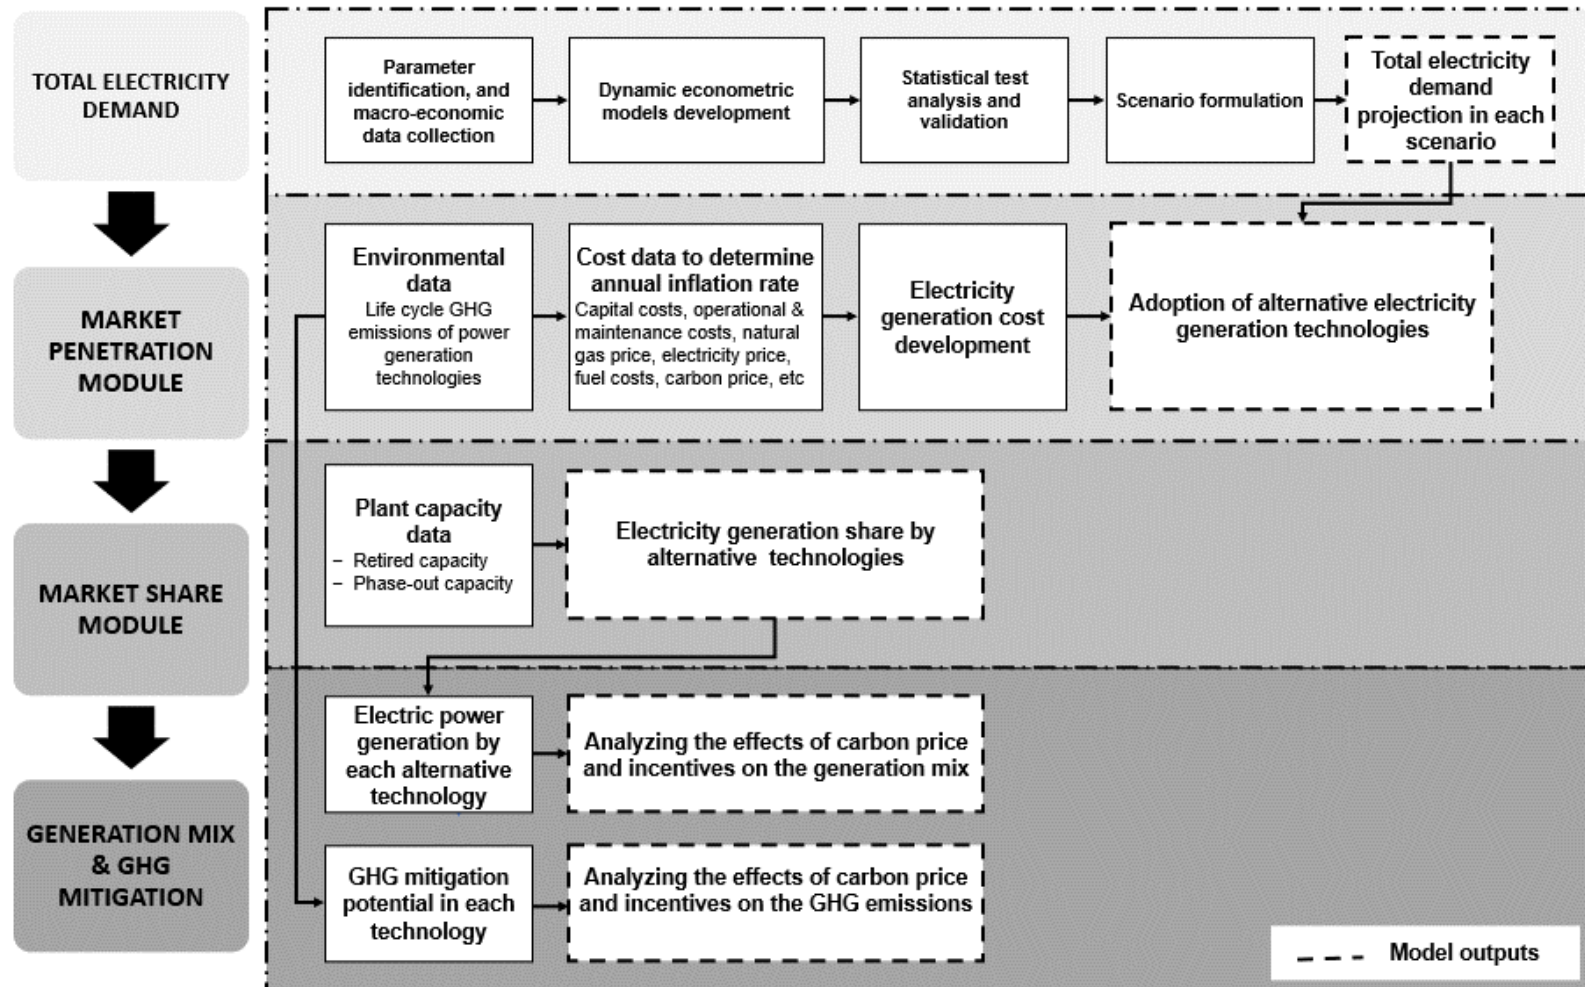 TOTAL ELECTRICITY
DEMAND
Parameter
identification, and
macro-economic
data collection
Dynamic econometric
models development
Statistical test
analysis and
validation
Scenario formulation
Total electricity
demand
projection in each
scenario
MARKET
PENETRATION
MODULE
Environmental
data
Life cycle GHG
emissions of power
generation
technologies
Cost data to determine
annual inflation rate
Capital costs, operational &
maintenance costs, natural
gas price, electricity price,
fuel costs, carbon price, etc
Electricity
generation cost
development
Adoption of alternative electricity
generation technologies
MARKET SHARE
MODULE
Plant capacity
data
– Retired capacity
– Phase-out capacity
Electricity generation share by
alternative technologies
GENERATION MIX
& GHG
MITIGATION
Electric power
generation by
each alternative
technology
Analyzing the effects of carbon price
and incentives on the generation mix
GHG mitigation
potential in each
technology
Analyzing the effects of carbon price
and incentives on the GHG emissions
Model outputs